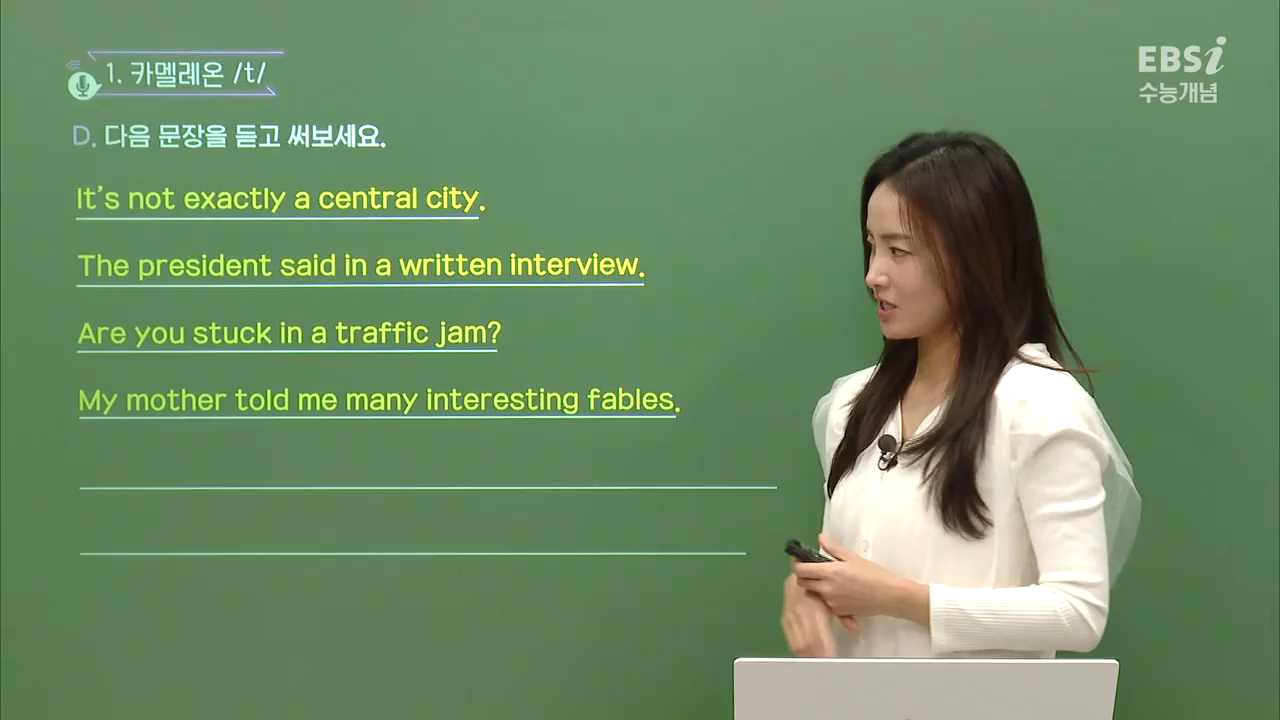 1. 카멜레온 /t/
EBSi
수능개념
D. 다음 문장을 듣고 써보세요.
It's not exactly a central city.
The president said in a written interview.
Are you stuck in a traffic jam?
My mother told me many interesting fables.